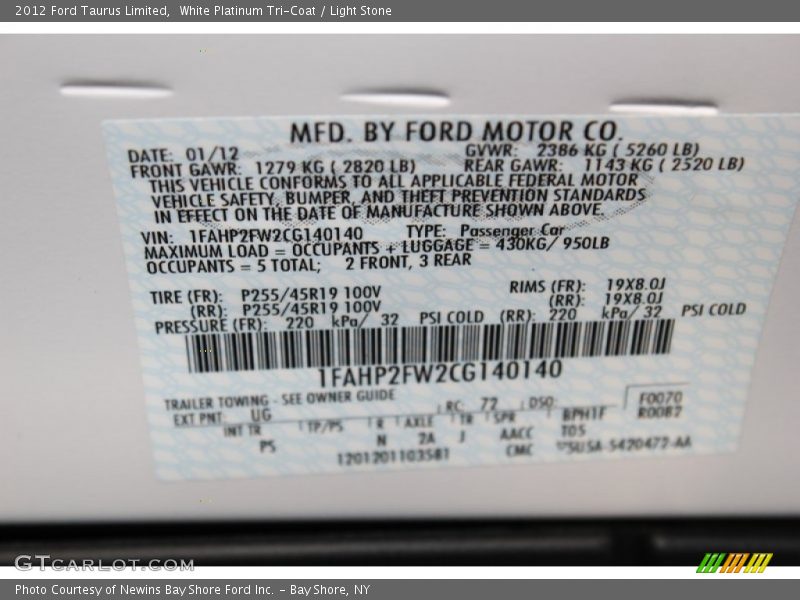 2012 Ford Taurus Limited, White Platinum Tri-Coat / Light Stone
MFD. BY FORD MOTOR CO.
DATE: 01/12 GVWR: 2386 KG ( 5260 LB)
FRONT GAWR: 1279 KG ( 2820 LB) REAR GAWR: 1143 KG ( 2520 LB)
THIS VEHICLE CONFORMS TO ALL APPLICABLE FEDERAL MOTOR
VEHICLE SAFETY, BUMPER, AND THEFT PREVENTION STANDARDS
IN EFFECT ON THE DATE OF MANUFACTURE SHOWN ABOVE.
VIN: 1FAHP2FW2CG140140 TYPE: Passenger Car
MAXIMUM LOAD = OCCUPANTS + LUGGAGE = 430KG/ 950LB
OCCUPANTS = 5 TOTAL; 2 FRONT, 3 REAR
TIRE (FR): P255/45R19 100V RIMS (FR): 19X8.0J
(RR): P255/45R19 100V (RR): 19X8.0J
PRESSURE (FR): 220 kPa/ 32 PSI COLD (RR): 220 kPa/ 32 PSI COLD
1FAHP2FW2CG140140
TRAILER TOWING - SEE OWNER GUIDE
EXT PNT: UG RC: 72 DSO: F0070
INT TR TP/PS R AXLE TR SPR BPH1F R0082
PS N 2A J AACC T05
1201201103581 CMC 5U5A-5420472-AA
GTCARLOT.COM
Photo Courtesy of Newins Bay Shore Ford Inc. - Bay Shore, NY